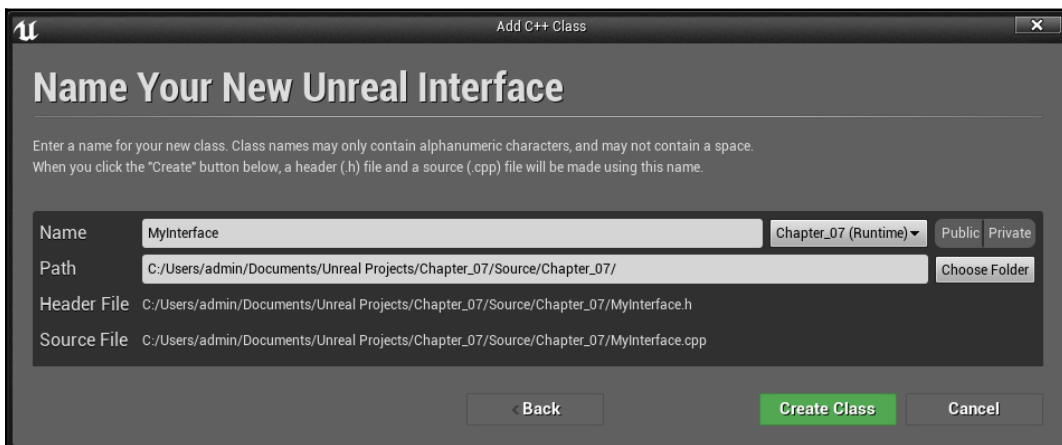 Add C++ Class
Name Your New Unreal Interface
Enter a name for your new class. Class names may only contain alphanumeric characters, and may not contain a space.
When you click the "Create" button below, a header (.h) file and a source (.cpp) file will be made using this name.
Name MyInterface Chapter_07 (Runtime) Public Private
Path C:/Users/admin/Documents/Unreal Projects/Chapter_07/Source/Chapter_07/ Choose Folder
Header File C:/Users/admin/Documents/Unreal Projects/Chapter_07/Source/Chapter_07/MyInterface.h
Source File C:/Users/admin/Documents/Unreal Projects/Chapter_07/Source/Chapter_07/MyInterface.cpp
Back Create Class Cancel